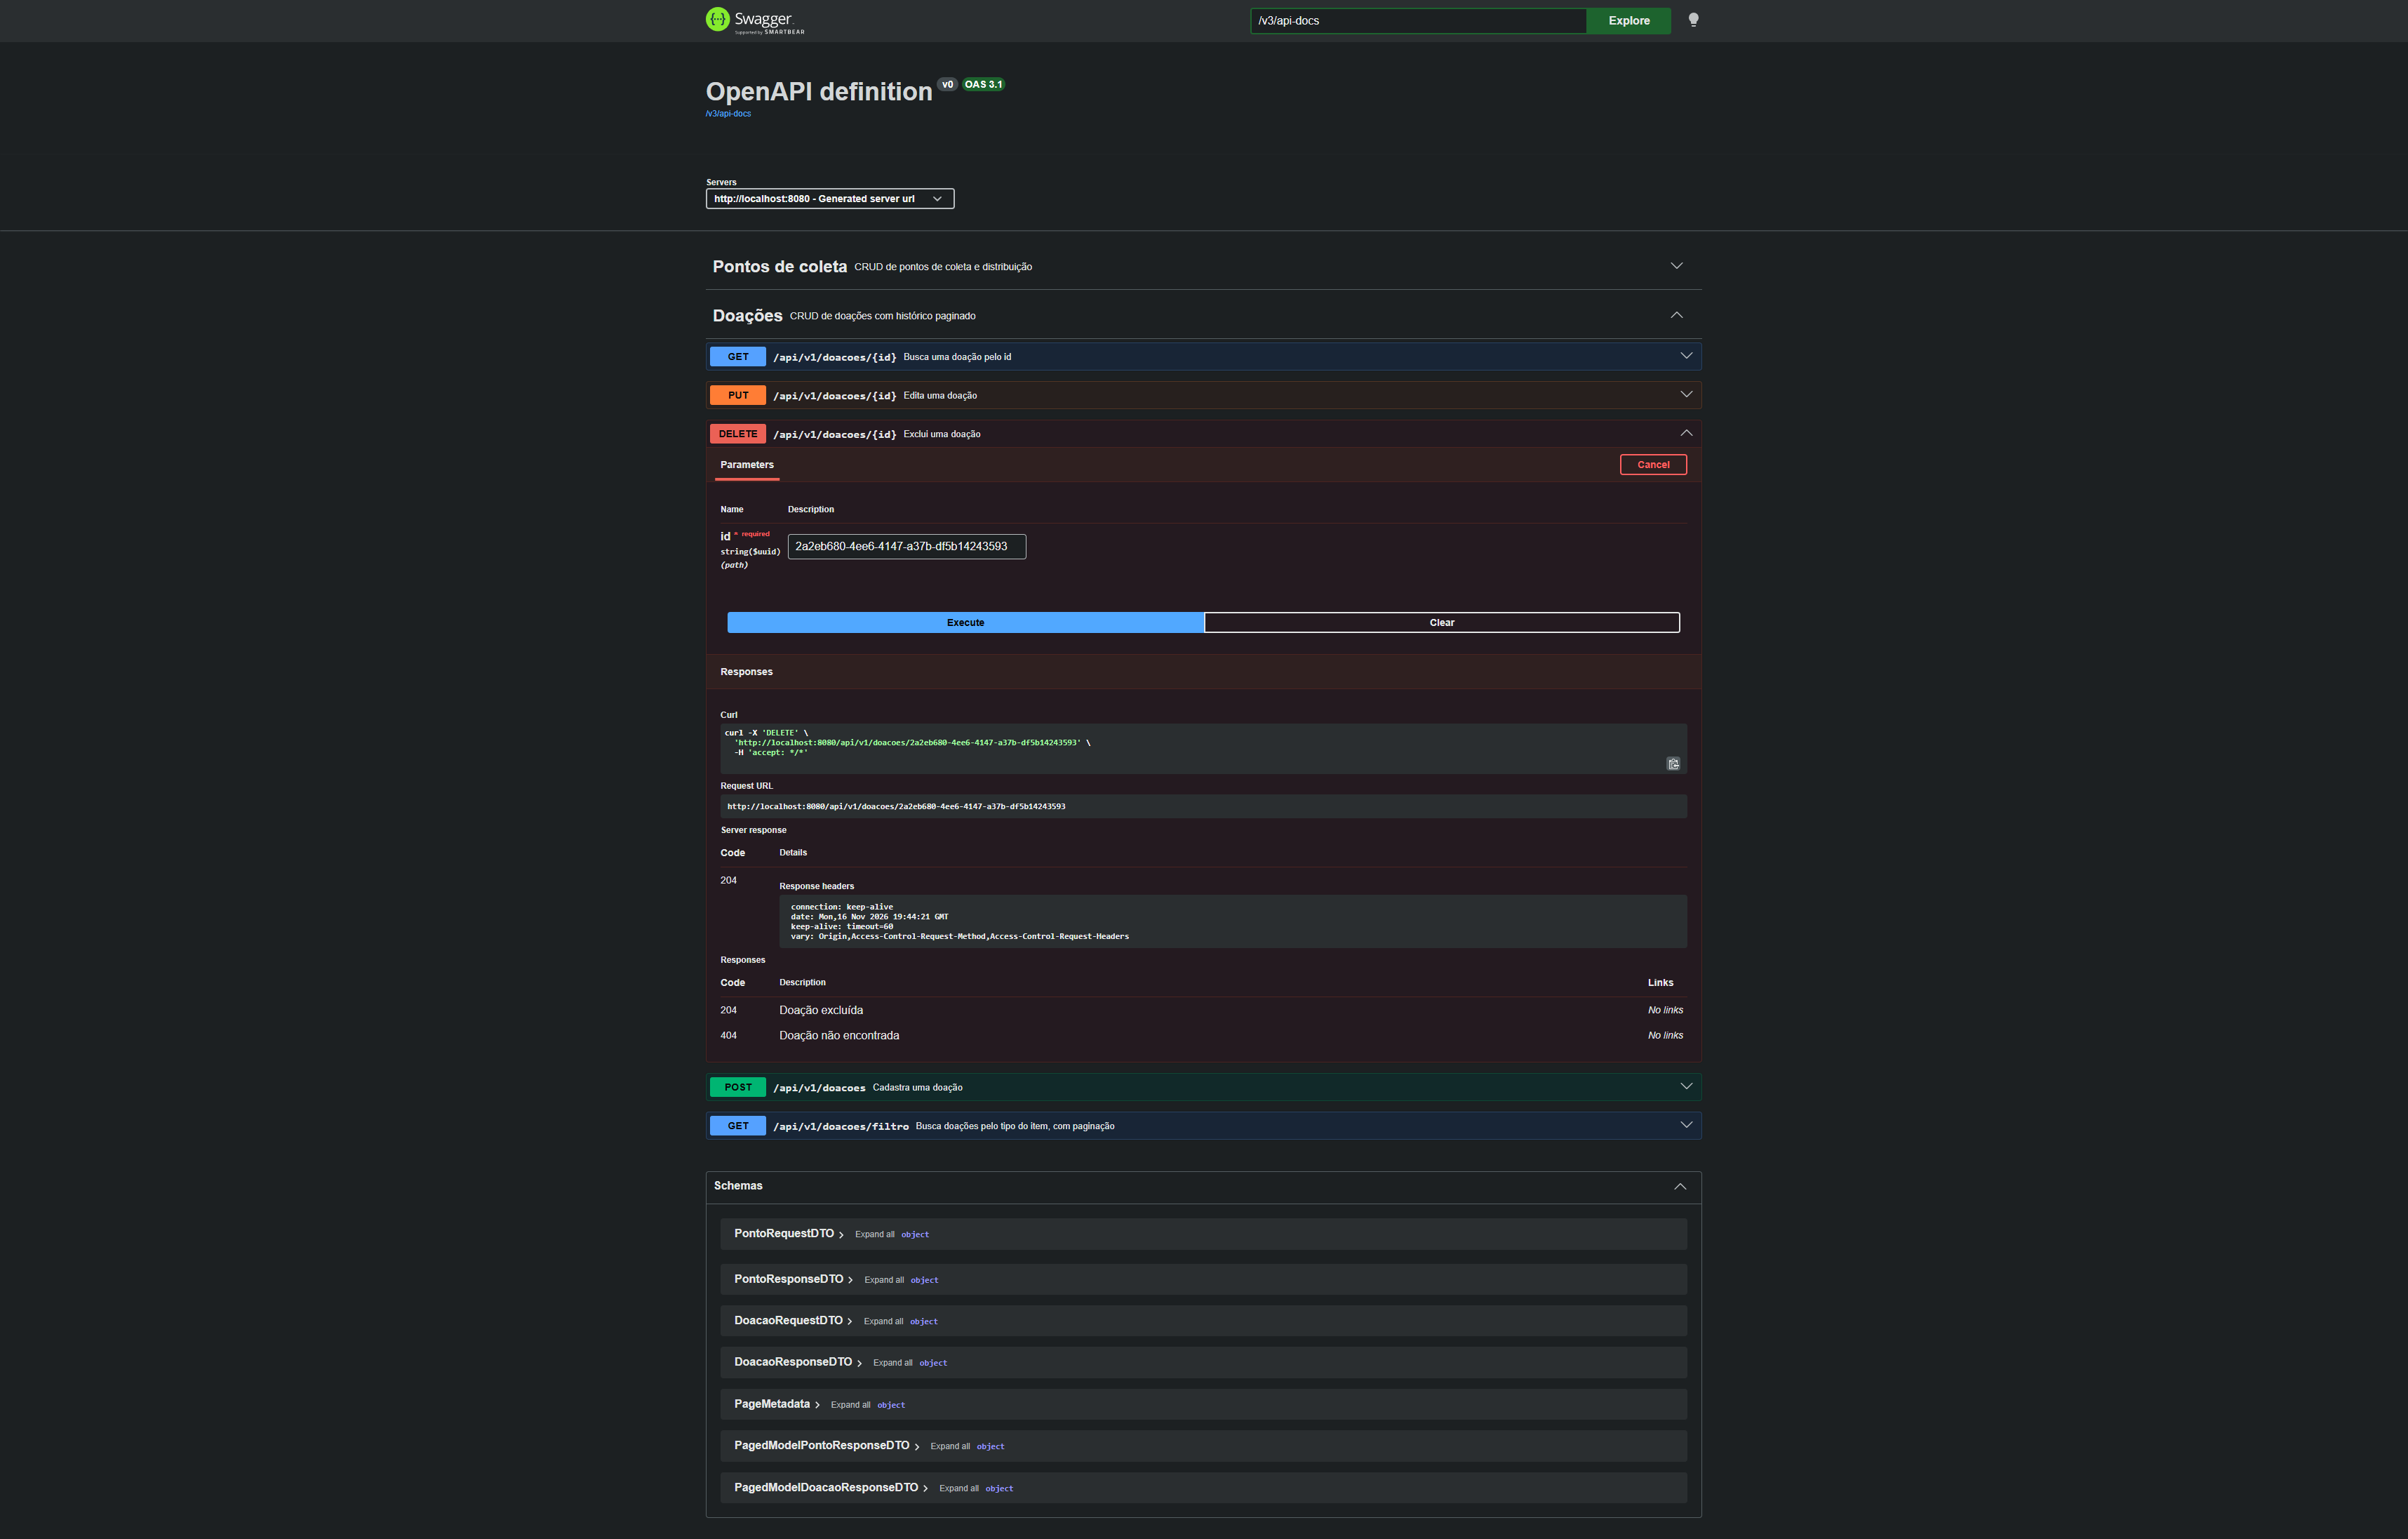 Swagger
Supported by SMARTBEAR
/v3/api-docs
Explore
OpenAPI definition v0 OAS 3.1
/v3/api-docs
Servers
http://localhost:8080 - Generated server url
Pontos de coleta CRUD de pontos de coleta e distribuição
Doações CRUD de doações com histórico paginado
GET /api/v1/doacoes/{id} Busca uma doação pelo id
PUT /api/v1/doacoes/{id} Edita uma doação
DELETE /api/v1/doacoes/{id} Exclui uma doação
Parameters Cancel
Name Description
id * required
string($uuid)
(path)
2a2eb680-4ee6-4147-a37b-df5b14243593
Execute Clear
Responses
Curl
curl -X 'DELETE' \
'http://localhost:8080/api/v1/doacoes/2a2eb680-4ee6-4147-a37b-df5b14243593' \
-H 'accept: */*'
Request URL
http://localhost:8080/api/v1/doacoes/2a2eb680-4ee6-4147-a37b-df5b14243593
Server response
Code Details
204
Response headers
connection: keep-alive
date: Mon,16 Nov 2026 19:44:21 GMT
keep-alive: timeout=60
vary: Origin,Access-Control-Request-Method,Access-Control-Request-Headers
Responses
Code Description Links
204 Doação excluída No links
404 Doação não encontrada No links
POST /api/v1/doacoes Cadastra uma doação
GET /api/v1/doacoes/filtro Busca doações pelo tipo do item, com paginação
Schemas
PontoRequestDTO Expand all object
PontoResponseDTO Expand all object
DoacaoRequestDTO Expand all object
DoacaoResponseDTO Expand all object
PageMetadata Expand all object
PagedModelPontoResponseDTO Expand all object
PagedModelDoacaoResponseDTO Expand all object